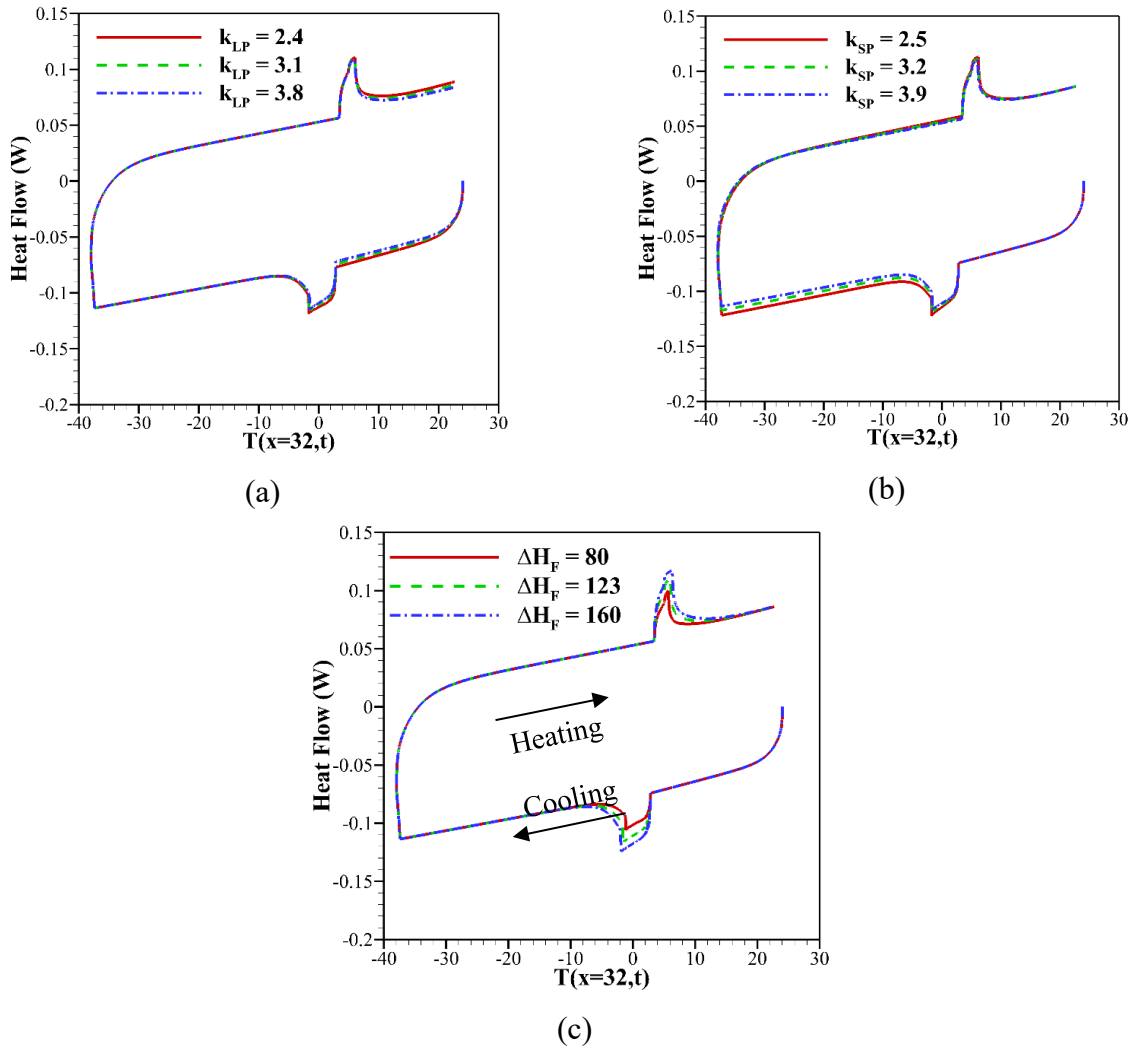 k_LP = 2.4
k_LP = 3.1
k_LP = 3.8
0.15
0.1
0.05
0
-0.05
-0.1
-0.15
-0.2
Heat Flow (W)
-40 -30 -20 -10 0 10 20 30
T(x=32,t)
(a)
k_SP = 2.5
k_SP = 3.2
k_SP = 3.9
0.15
0.1
0.05
0
-0.05
-0.1
-0.15
-0.2
Heat Flow (W)
-40 -30 -20 -10 0 10 20 30
T(x=32,t)
(b)
ΔH_F = 80
ΔH_F = 123
ΔH_F = 160
0.15
0.1
0.05
0
-0.05
-0.1
-0.15
-0.2
Heat Flow (W)
Heating
Cooling
-40 -30 -20 -10 0 10 20 30
T(x=32,t)
(c)